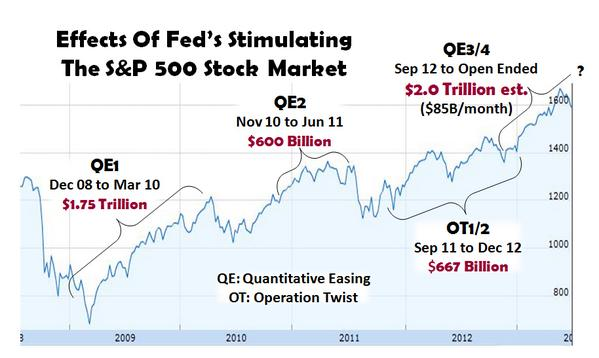 Effects Of Fed's Stimulating
The S&P 500 Stock Market
QE3/4
Sep 12 to Open Ended
$2.0 Trillion est.
($85B/month)
?
QE2
Nov 10 to Jun 11
$600 Billion
QE1
Dec 08 to Mar 10
$1.75 Trillion
OT1/2
Sep 11 to Dec 12
$667 Billion
QE: Quantitative Easing
OT: Operation Twist
1600
1400
1200
1000
800
2009
2010
2011
2012
20